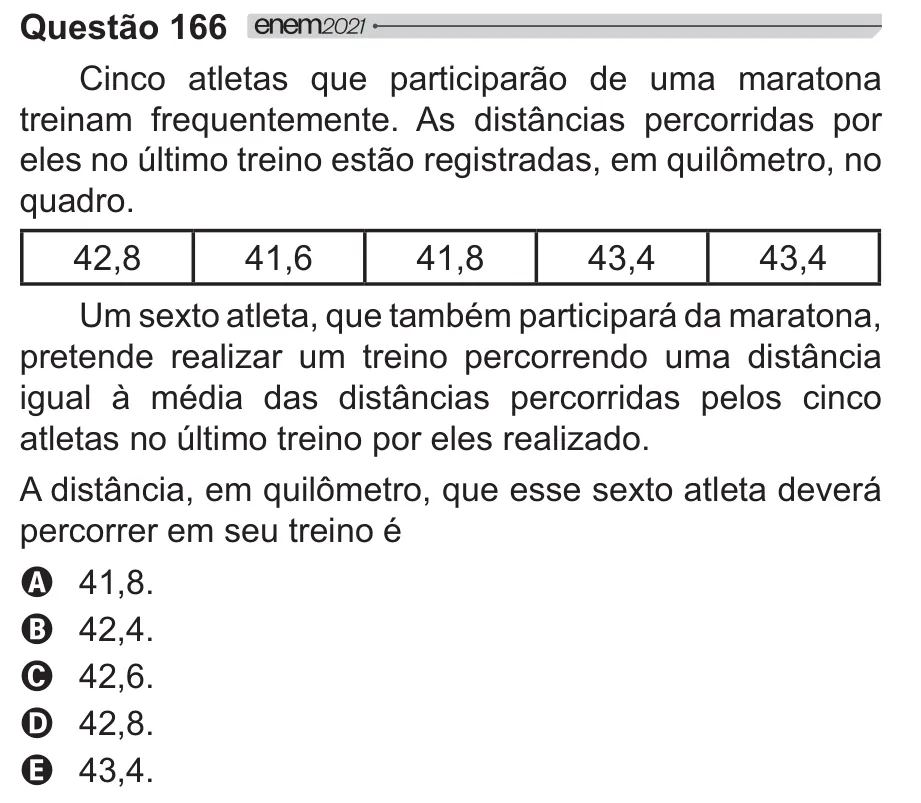 Questão 166 enem2021
Cinco atletas que participarão de uma maratona
treinam frequentemente. As distâncias percorridas por
eles no último treino estão registradas, em quilômetro, no
quadro.
42,8 41,6 41,8 43,4 43,4
Um sexto atleta, que também participará da maratona,
pretende realizar um treino percorrendo uma distância
igual à média das distâncias percorridas pelos cinco
atletas no último treino por eles realizado.
A distância, em quilômetro, que esse sexto atleta deverá
percorrer em seu treino é
A 41,8.
B 42,4.
C 42,6.
D 42,8.
E 43,4.